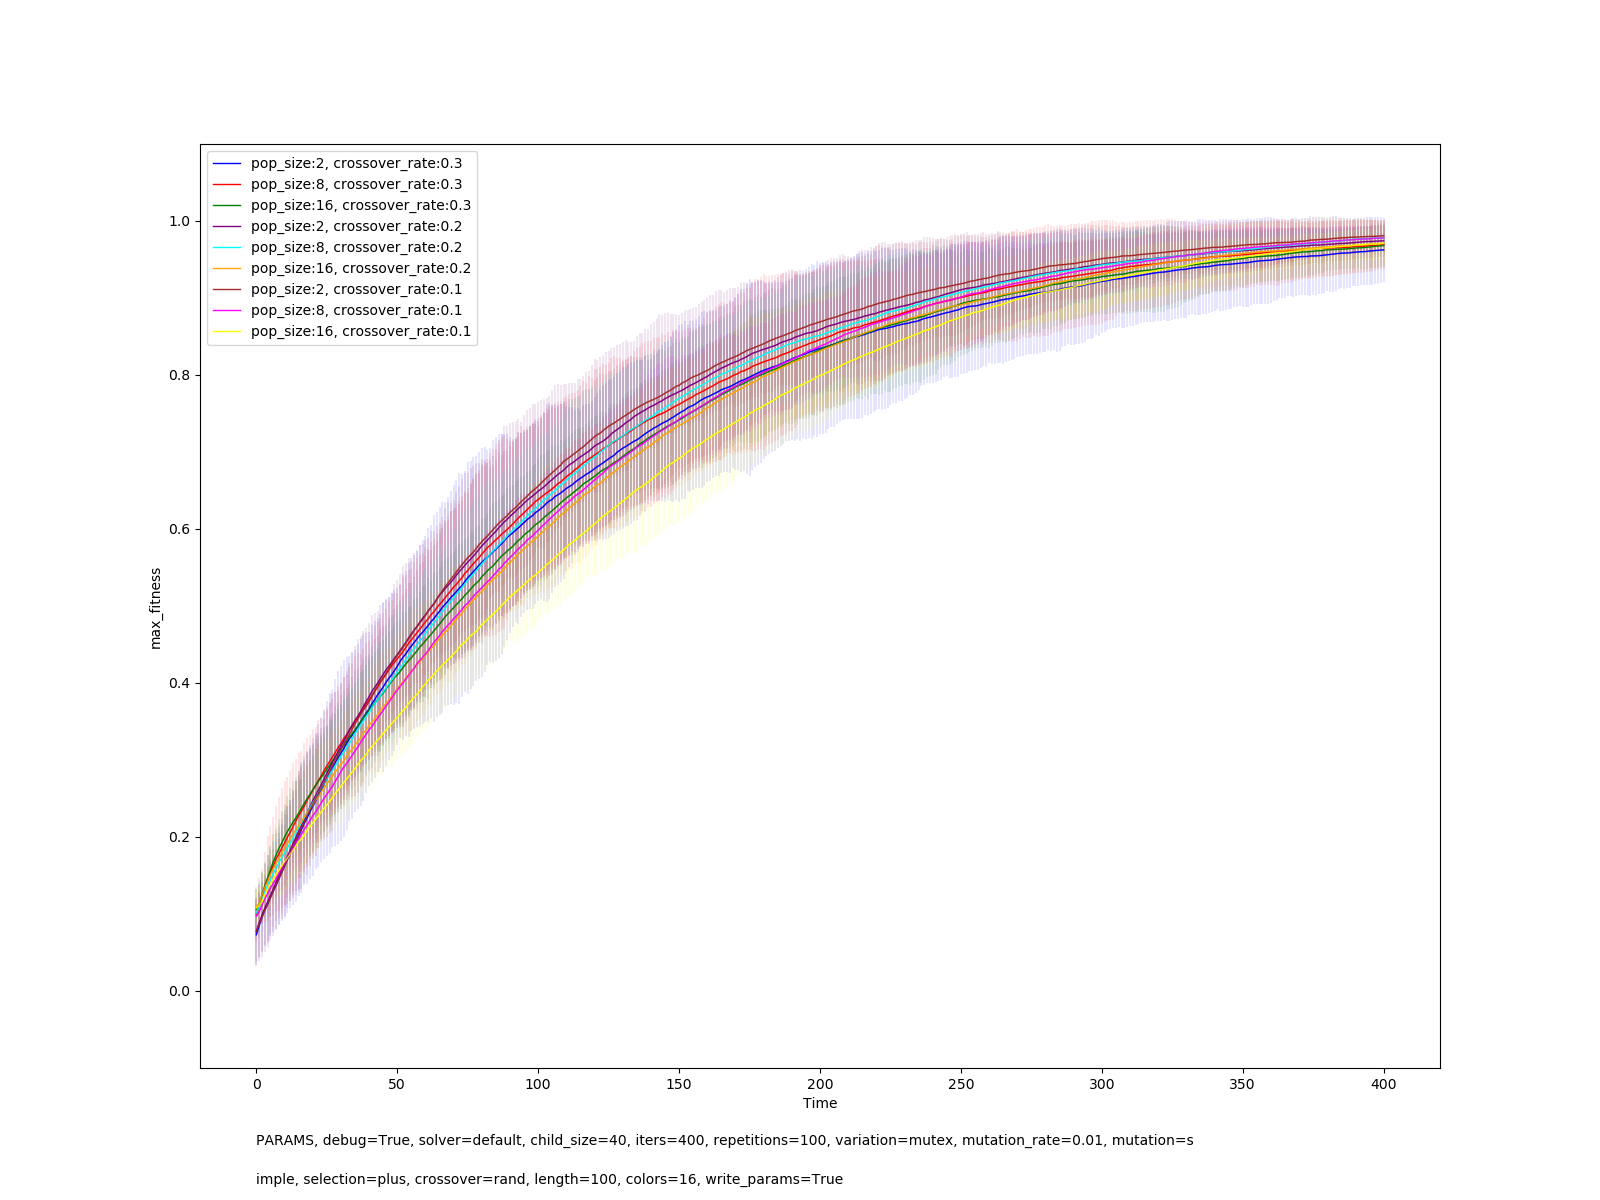 pop_size:2, crossover_rate:0.3
pop_size:8, crossover_rate:0.3
pop_size:16, crossover_rate:0.3
pop_size:2, crossover_rate:0.2
pop_size:8, crossover_rate:0.2
pop_size:16, crossover_rate:0.2
pop_size:2, crossover_rate:0.1
pop_size:8, crossover_rate:0.1
pop_size:16, crossover_rate:0.1
1.0
0.8
0.6
0.4
0.2
0.0
max_fitness
0 50 100 150 200 250 300 350 400
Time
PARAMS, debug=True, solver=default, child_size=40, iters=400, repetitions=100, variation=mutex, mutation_rate=0.01, mutation=s
imple, selection=plus, crossover=rand, length=100, colors=16, write_params=True